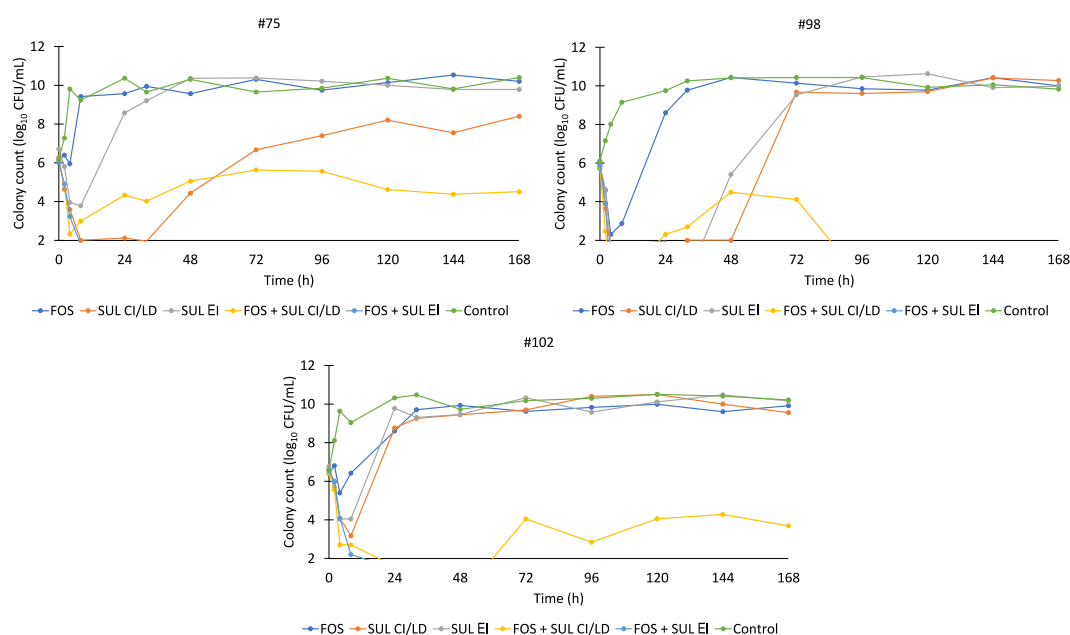 #75
12
10
8
6
4
2
0 24 48 72 96 120 144 168
Colony count (log₁₀ CFU/mL)
Time (h)
FOS SUL CI/LD SUL EI FOS + SUL CI/LD FOS + SUL EI Control
#98
12
10
8
6
4
2
0 24 48 72 96 120 144 168
Colony count (log₁₀ CFU/mL)
Time (h)
FOS SUL CI/LD SUL EI FOS + SUL CI/LD FOS + SUL EI Control
#102
12
10
8
6
4
2
0 24 48 72 96 120 144 168
Colony count (log₁₀ CFU/mL)
Time (h)
FOS SUL CI/LD SUL EI FOS + SUL CI/LD FOS + SUL EI Control